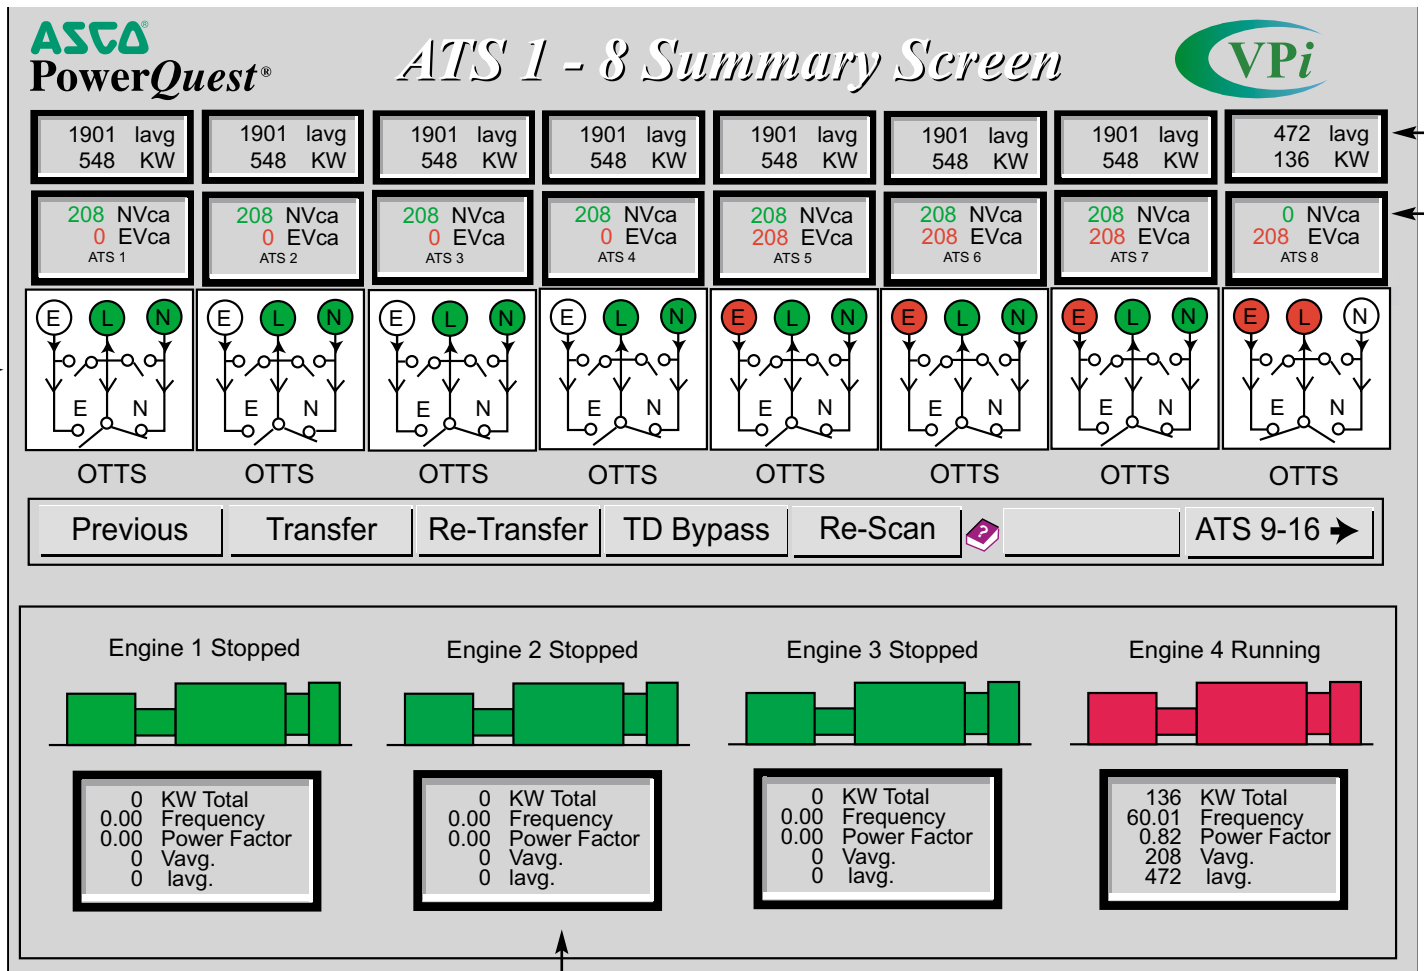 ASCO®
PowerQuest®
ATS 1 - 8 Summary Screen
VPi
1901 Iavg
548 KW
1901 Iavg
548 KW
1901 Iavg
548 KW
1901 Iavg
548 KW
1901 Iavg
548 KW
1901 Iavg
548 KW
1901 Iavg
548 KW
472 Iavg
136 KW
208 NVca
0 EVca
ATS 1
208 NVca
0 EVca
ATS 2
208 NVca
0 EVca
ATS 3
208 NVca
0 EVca
ATS 4
208 NVca
208 EVca
ATS 5
208 NVca
208 EVca
ATS 6
208 NVca
208 EVca
ATS 7
0 NVca
208 EVca
ATS 8
E L N
E N
E L N
E N
E L N
E N
E L N
E N
E L N
E N
E L N
E N
E L N
E N
E L N
E N
OTTS
OTTS
OTTS
OTTS
OTTS
OTTS
OTTS
OTTS
Previous
Transfer
Re-Transfer
TD Bypass
Re-Scan
?
ATS 9-16
Engine 1 Stopped
Engine 2 Stopped
Engine 3 Stopped
Engine 4 Running
0 KW Total
0.00 Frequency
0.00 Power Factor
0 Vavg.
0 Iavg.
0 KW Total
0.00 Frequency
0.00 Power Factor
0 Vavg.
0 Iavg.
0 KW Total
0.00 Frequency
0.00 Power Factor
0 Vavg.
0 Iavg.
136 KW Total
60.01 Frequency
0.82 Power Factor
208 Vavg.
472 Iavg.